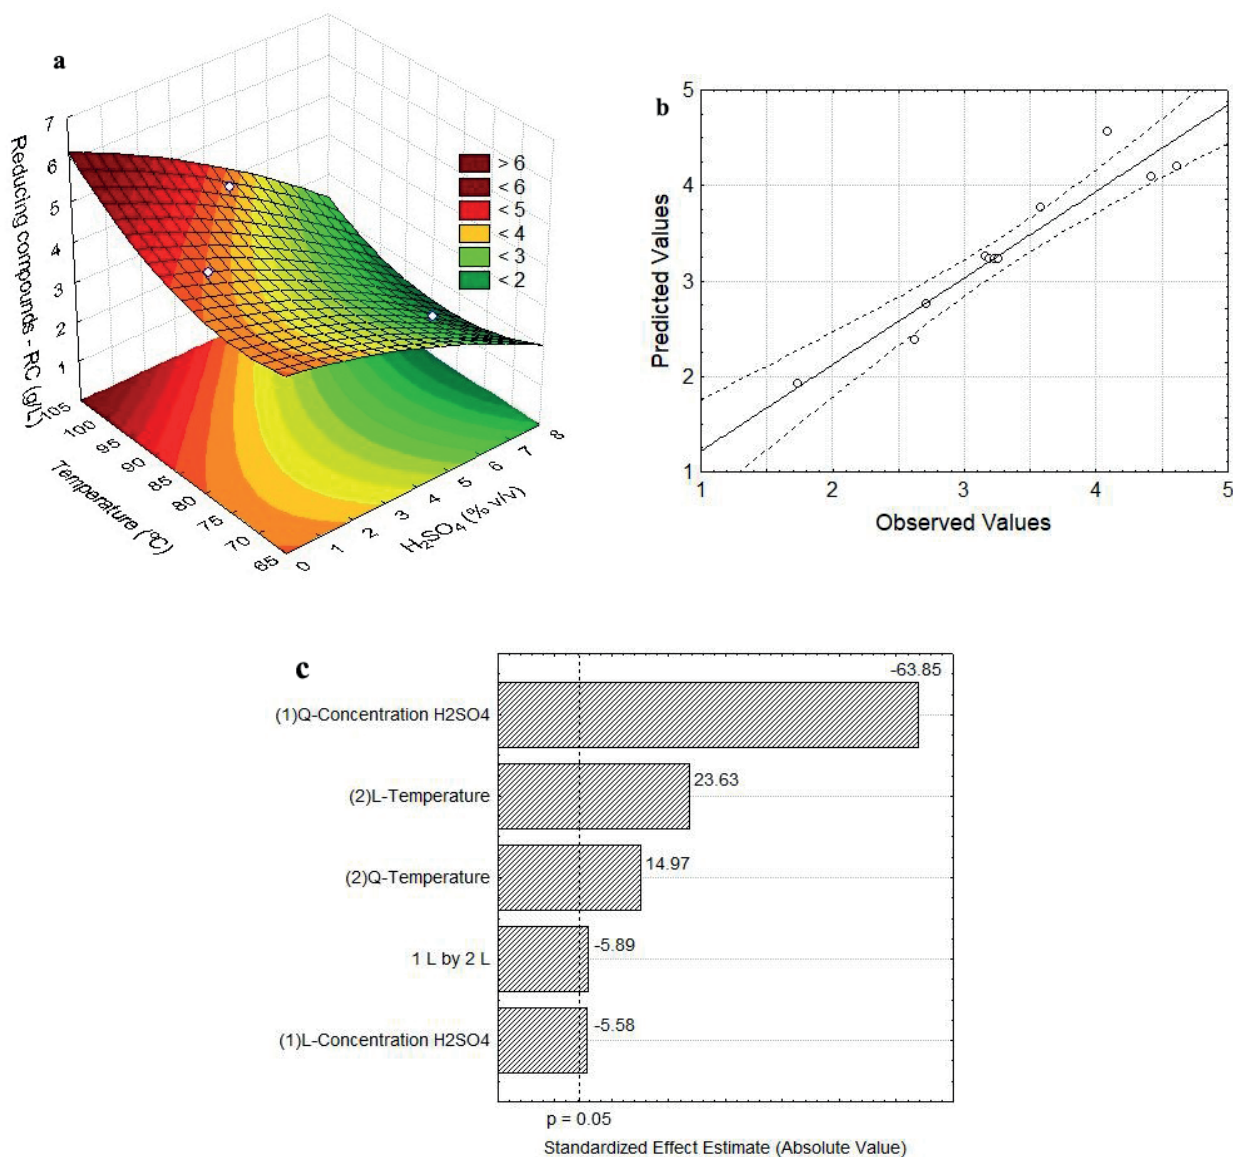 a
Reducing compounds - RC (g/L)
7
6
5
4
3
2
1
> 6
< 6
< 5
< 4
< 3
< 2
105
100
95
90
85
80
75
70
65
Temperature (ºC)
0
1
2
3
4
5
6
7
8
H₂SO₄ (% v/v)
b
Predicted Values
5
4
3
2
1
1 2 3 4 5
Observed Values
c
-63.85
(1)Q-Concentration H2SO4
23.63
(2)L-Temperature
14.97
(2)Q-Temperature
-5.89
1 L by 2 L
-5.58
(1)L-Concentration H2SO4
p = 0.05
Standardized Effect Estimate (Absolute Value)